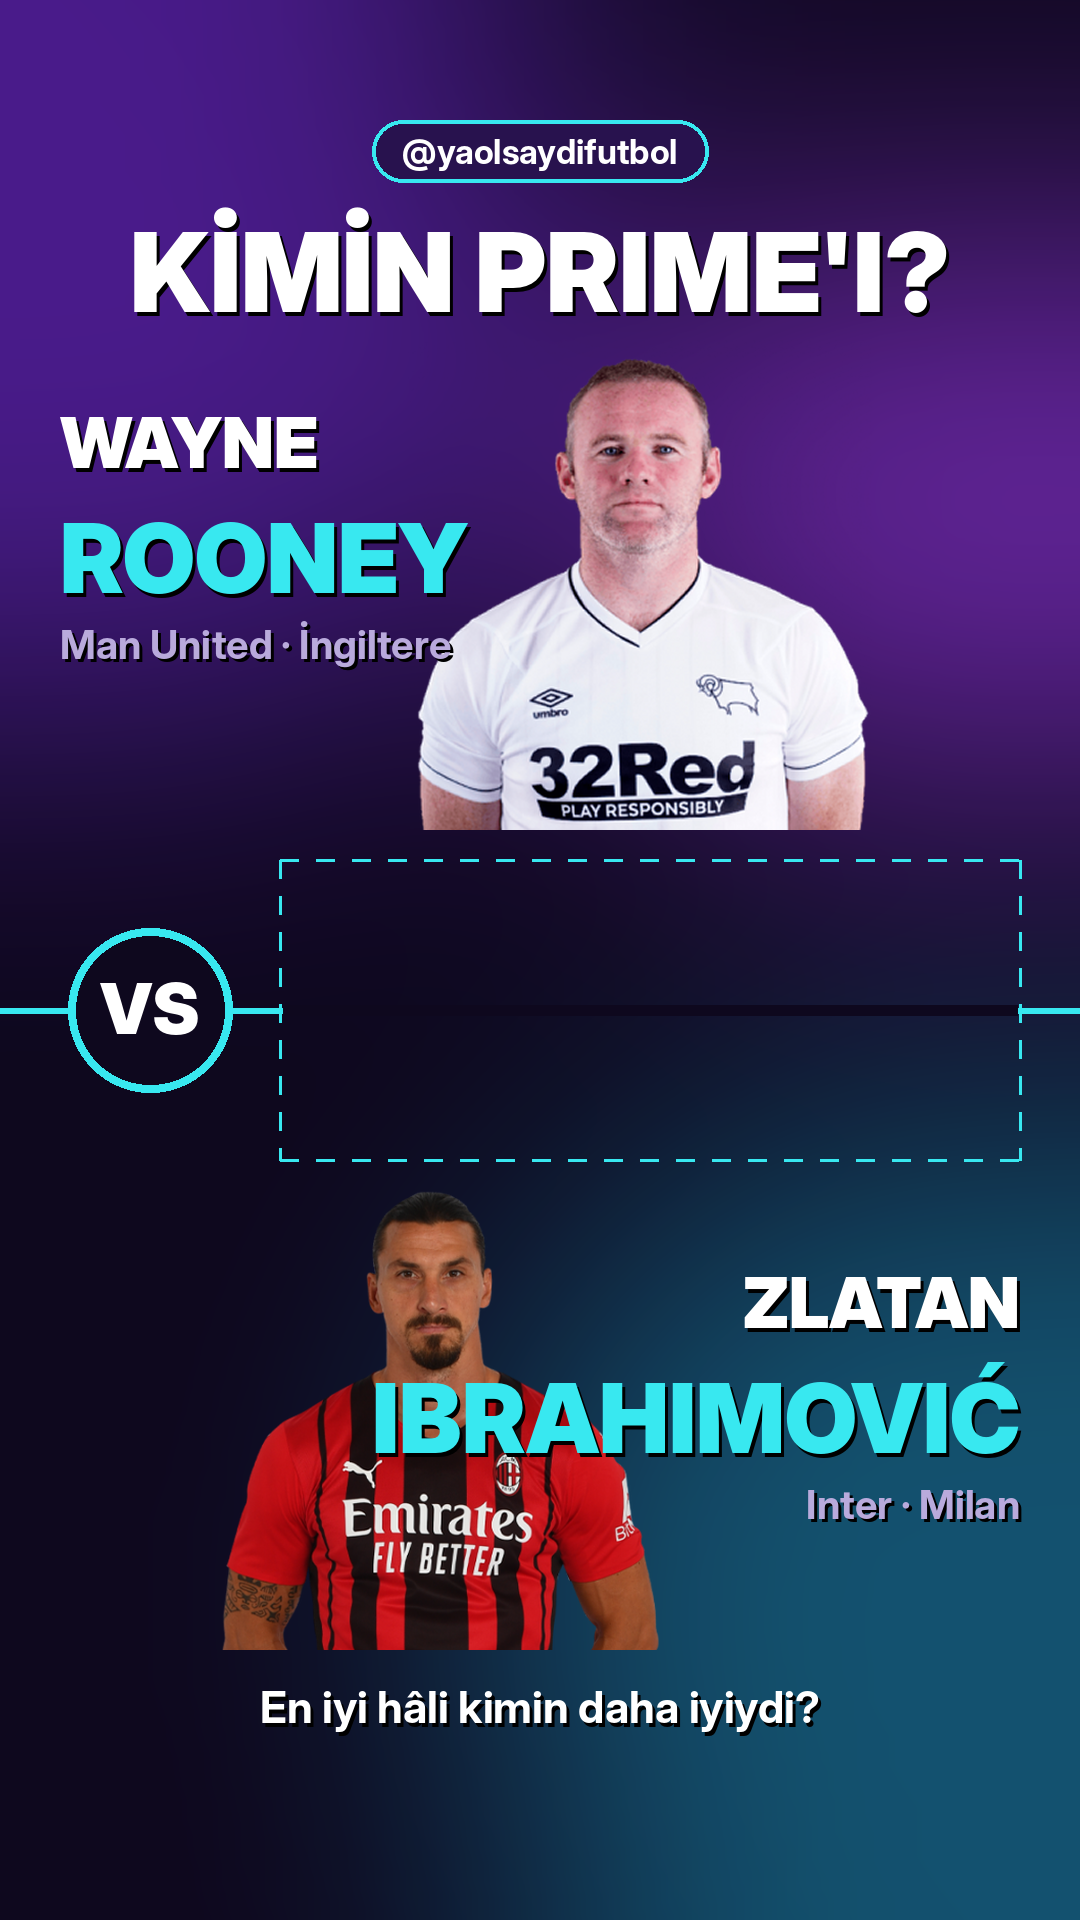 @yaolsaydifutbol
KİMİN PRIME'I?
WAYNE
ROONEY
Man United · İngiltere
umbro
32Red
PLAY RESPONSIBLY
VS
ZLATAN
IBRAHIMOVIĆ
Inter · Milan
Emirates
FLY BETTER
En iyi hâli kimin daha iyiydi?